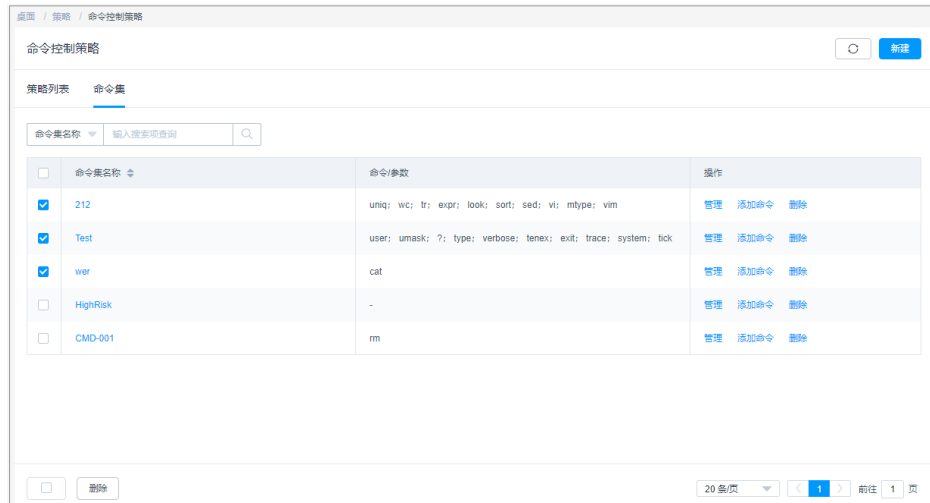 桌面 / 策略 / 命令控制策略
命令控制策略
新建
策略列表 命令集
命令集名称 输入搜索项查询
命令集名称 命令/参数 操作
212 uniq; wc; tr; expr; look; sort; sed; vi; mtype; vim 管理 添加命令 删除
Test user; umask; ?; type; verbose; tenex; exit; trace; system; tick 管理 添加命令 删除
wer cat 管理 添加命令 删除
HighRisk - 管理 添加命令 删除
CMD-001 rm 管理 添加命令 删除
删除 20 条/页 1 前往 1 页